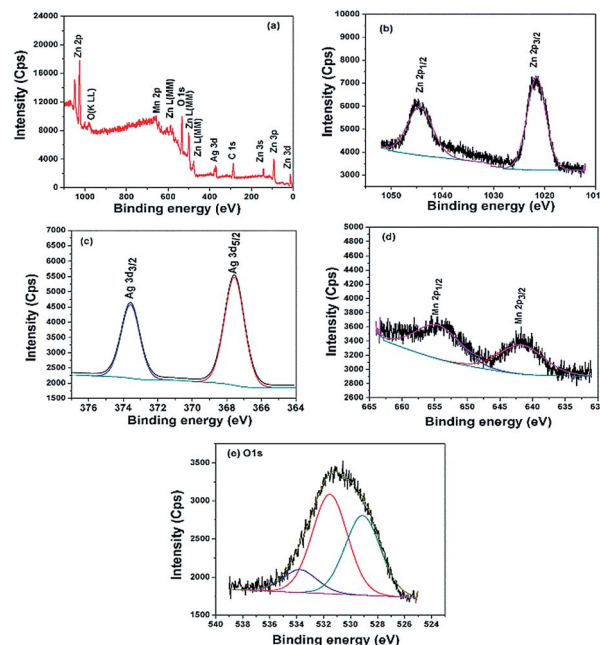 (a)
Zn 2p
O(K LL)
Mn 2p
Zn L(MM)
O 1s
Zn L(MM)
Zn L(MM)
Ag 3d
C 1s
Zn 3s
Zn 3p
Zn 3d
24000
20000
16000
12000
8000
4000
0
1000 800 600 400 200 0
Intensity (Cps)
Binding energy (eV)
(b)
Zn 2p1/2
Zn 2p3/2
10000
9000
8000
7000
6000
5000
4000
3000
1050 1040 1030 1020 101
Intensity (Cps)
Binding energy (eV)
(c)
Ag 3d3/2
Ag 3d5/2
7000
6500
6000
5500
5000
4500
4000
3500
3000
2500
2000
1500
376 374 372 370 368 366 364
Intensity (Cps)
Binding energy (eV)
(d)
Mn 2p1/2
Mn 2p3/2
5000
4800
4600
4400
4200
4000
3800
3600
3400
3200
3000
2800
2600
665 660 655 650 645 640 635 63
Intensity (Cps)
Binding energy (eV)
(e) O1s
3500
3000
2500
2000
1500
540 538 536 534 532 530 528 526 524
Intensity (Cps)
Binding energy (eV)